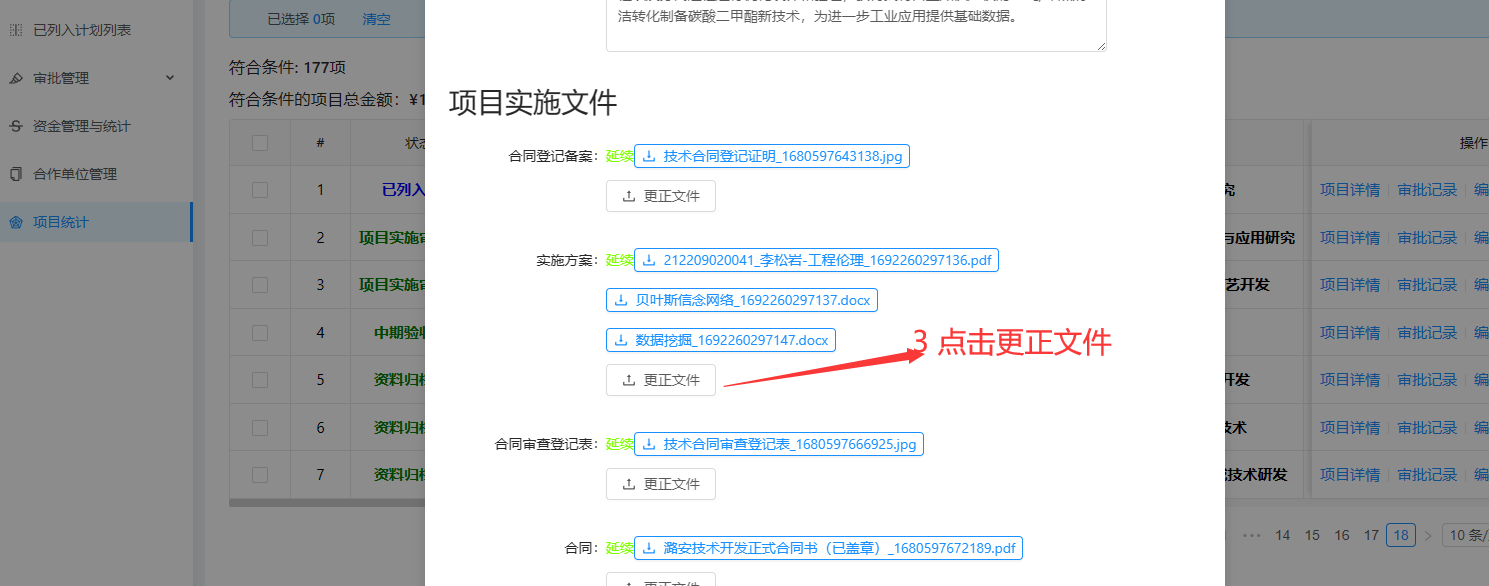 已列入计划列表
审批管理
资金管理与统计
合作单位管理
项目统计
已选择 0项 清空
符合条件: 177项
符合条件的项目总金额: ¥1
洁转化制备碳酸二甲酯新技术，为进一步工业应用提供基础数据。
项目实施文件
合同登记备案: 延续 技术合同登记证明_1680597643138.jpg
更正文件
实施方案: 延续 212209020041_李松岩-工程伦理_1692260297136.pdf
贝叶斯信念网络_1692260297137.docx
数据挖掘_1692260297147.docx
更正文件
3 点击更正文件
合同审查登记表: 延续 技术合同审查登记表_1680597666925.jpg
更正文件
合同: 延续 潞安技术开发正式合同书（已盖章）_1680597672189.pdf
更正文件
# 状态 操作
1 已列入 究 项目详情 审批记录 编
2 项目实施审 与应用研究 项目详情 审批记录 编
3 项目实施审 艺开发 项目详情 审批记录 编
4 中期验收 项目详情 审批记录 编
5 资料归档 开发 项目详情 审批记录 编
6 资料归档 技术 项目详情 审批记录 编
7 资料归档 技术研发 项目详情 审批记录 编
••• 14 15 16 17 18 10 条/